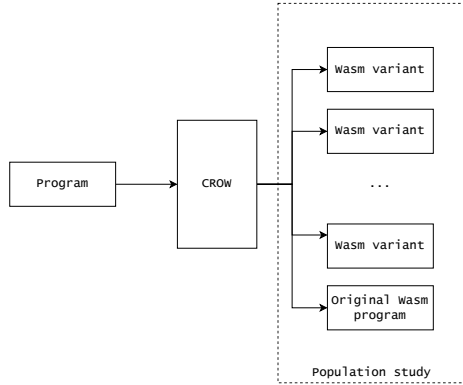 Wasm variant
Wasm variant
Program
CROW
...
Wasm variant
Original Wasm
program
Population study